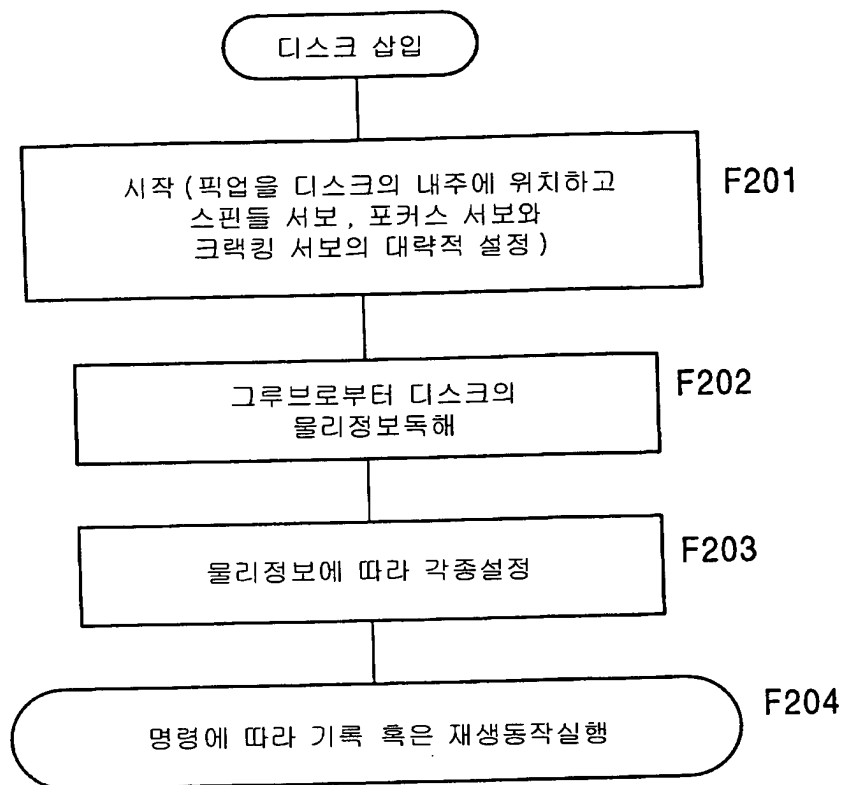 디스크 삽입
시작 (픽업을 디스크의 내주에 위치하고
스핀들 서보, 포커스 서보와
크랙킹 서보의 대략적 설정)
F201
그루브로부터 디스크의
물리정보독해
F202
물리정보에 따라 각종설정
F203
명령에 따라 기록 혹은 재생동작실행
F204